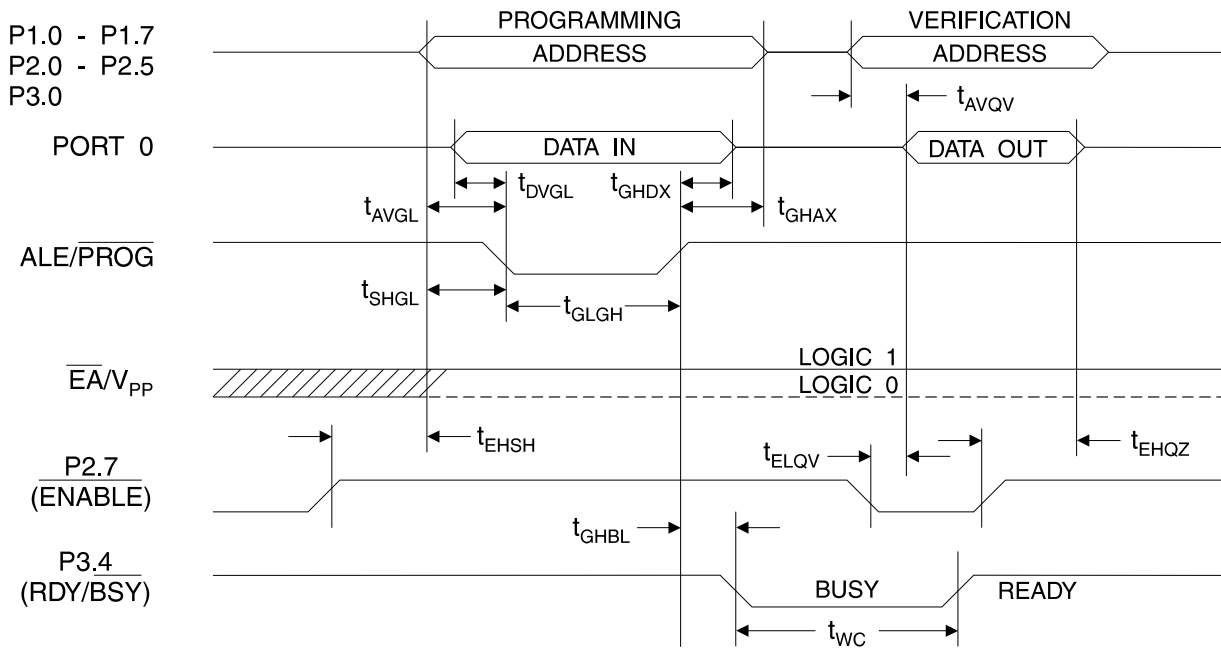 PROGRAMMING
VERIFICATION
P1.0 - P1.7
P2.0 - P2.5
P3.0
ADDRESS
ADDRESS
tAVQV
PORT 0
DATA IN
DATA OUT
tDVGL
tGHDX
tAVGL
tGHAX
ALE/PROG
tSHGL
tGLGH
LOGIC 1
EA/VPP
LOGIC 0
tEHSH
tELQV
tEHQZ
P2.7
(ENABLE)
tGHBL
P3.4
(RDY/BSY)
BUSY
READY
tWC